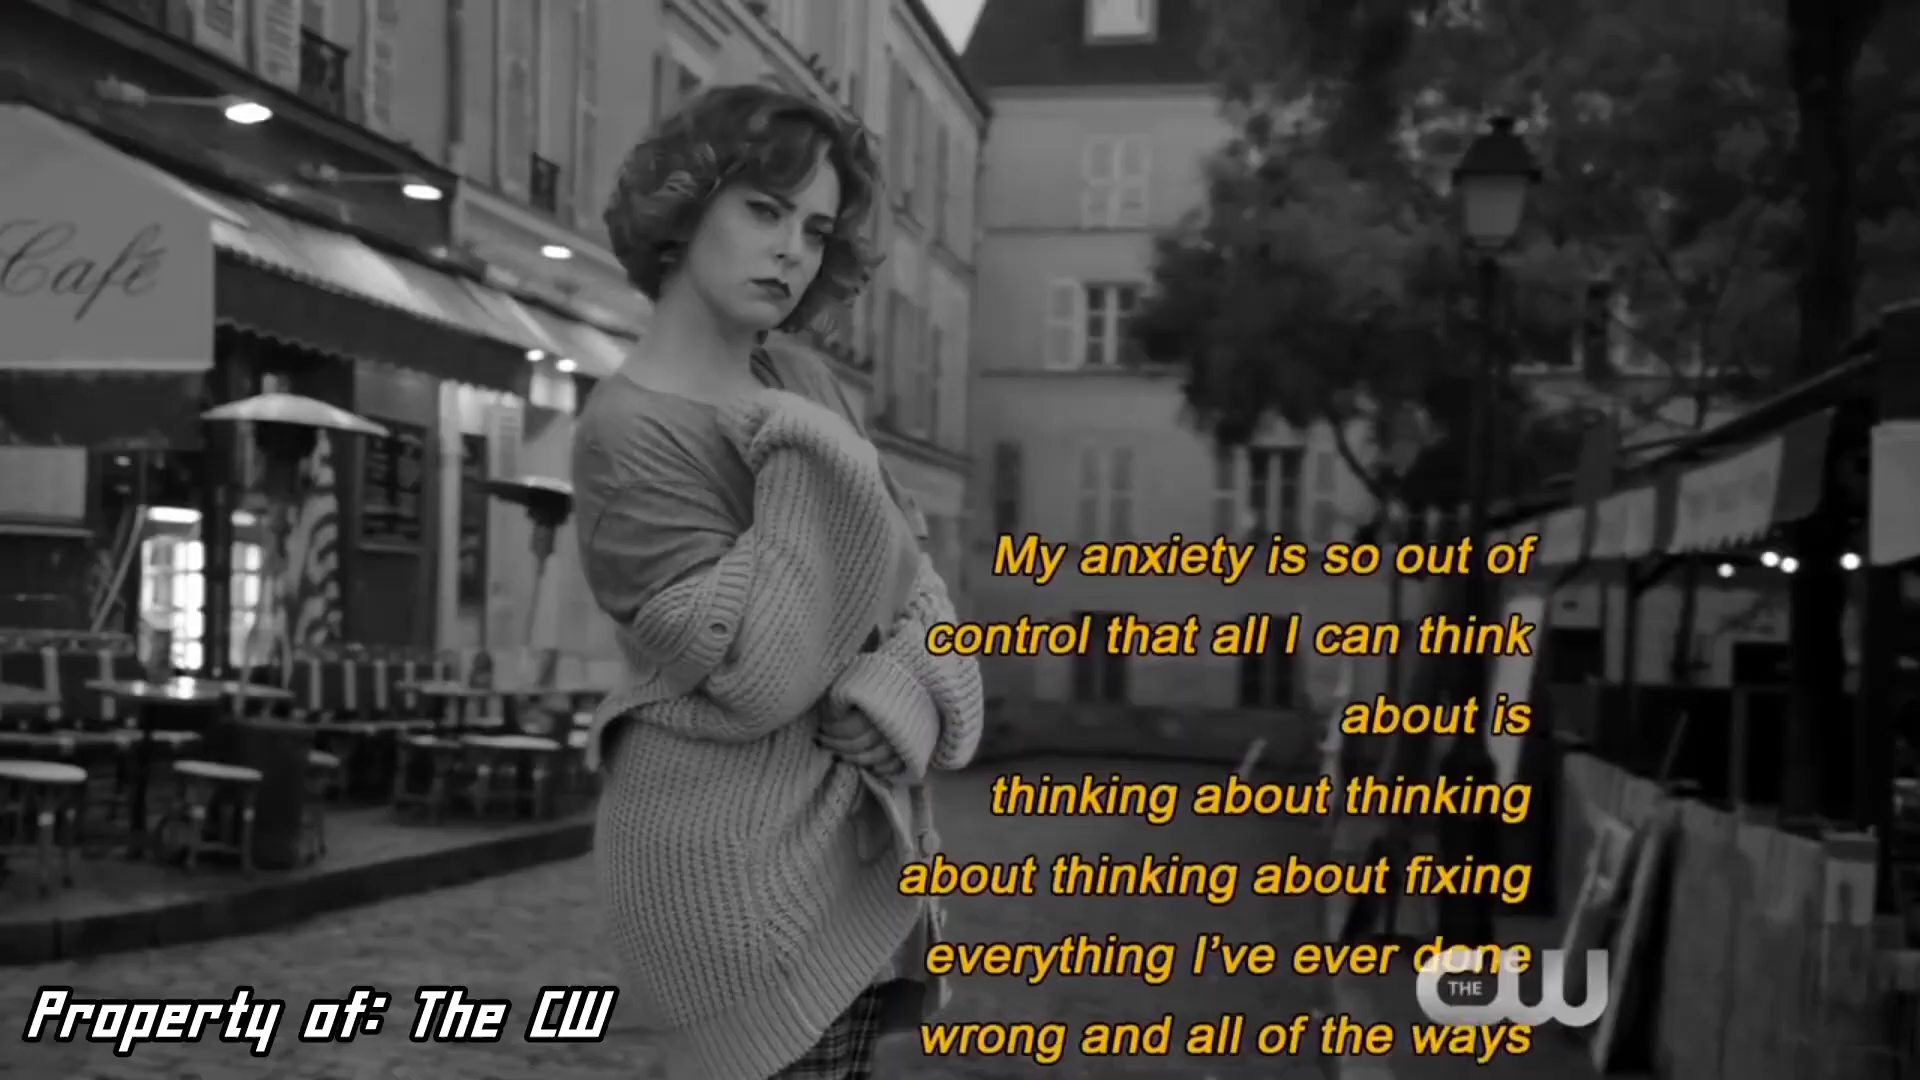 Café
My anxiety is so out of
control that all I can think
about is
thinking about thinking
about thinking about fixing
everything I've ever done
wrong and all of the ways
THE CW
Property of: The CW